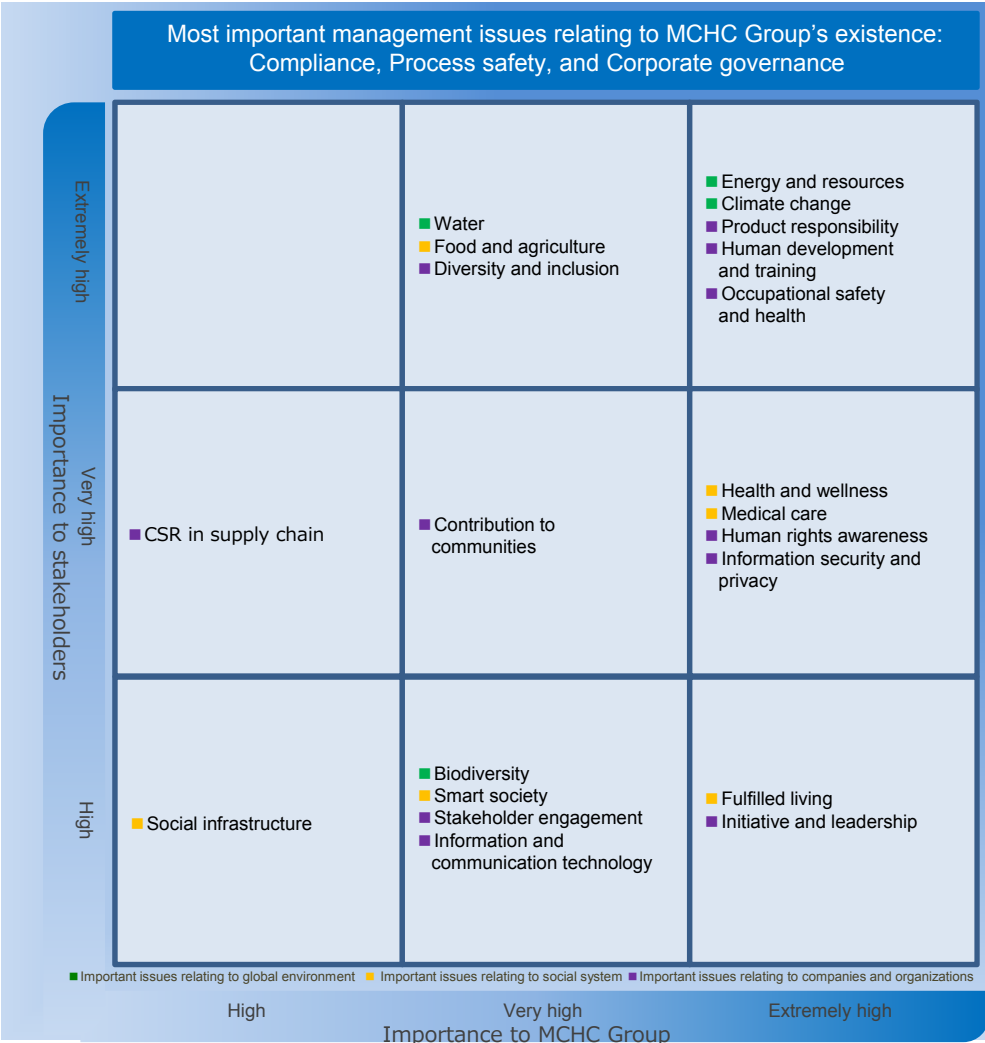 Most important management issues relating to MCHC Group's existence:
Compliance, Process safety, and Corporate governance
Importance to stakeholders
Extremely high
Water
Food and agriculture
Diversity and inclusion
Energy and resources
Climate change
Product responsibility
Human development
and training
Occupational safety
and health
Very high
CSR in supply chain
Contribution to
communities
Health and wellness
Medical care
Human rights awareness
Information security and
privacy
High
Social infrastructure
Biodiversity
Smart society
Stakeholder engagement
Information and
communication technology
Fulfilled living
Initiative and leadership
Important issues relating to global environment Important issues relating to social system Important issues relating to companies and organizations
High Very high Extremely high
Importance to MCHC Group